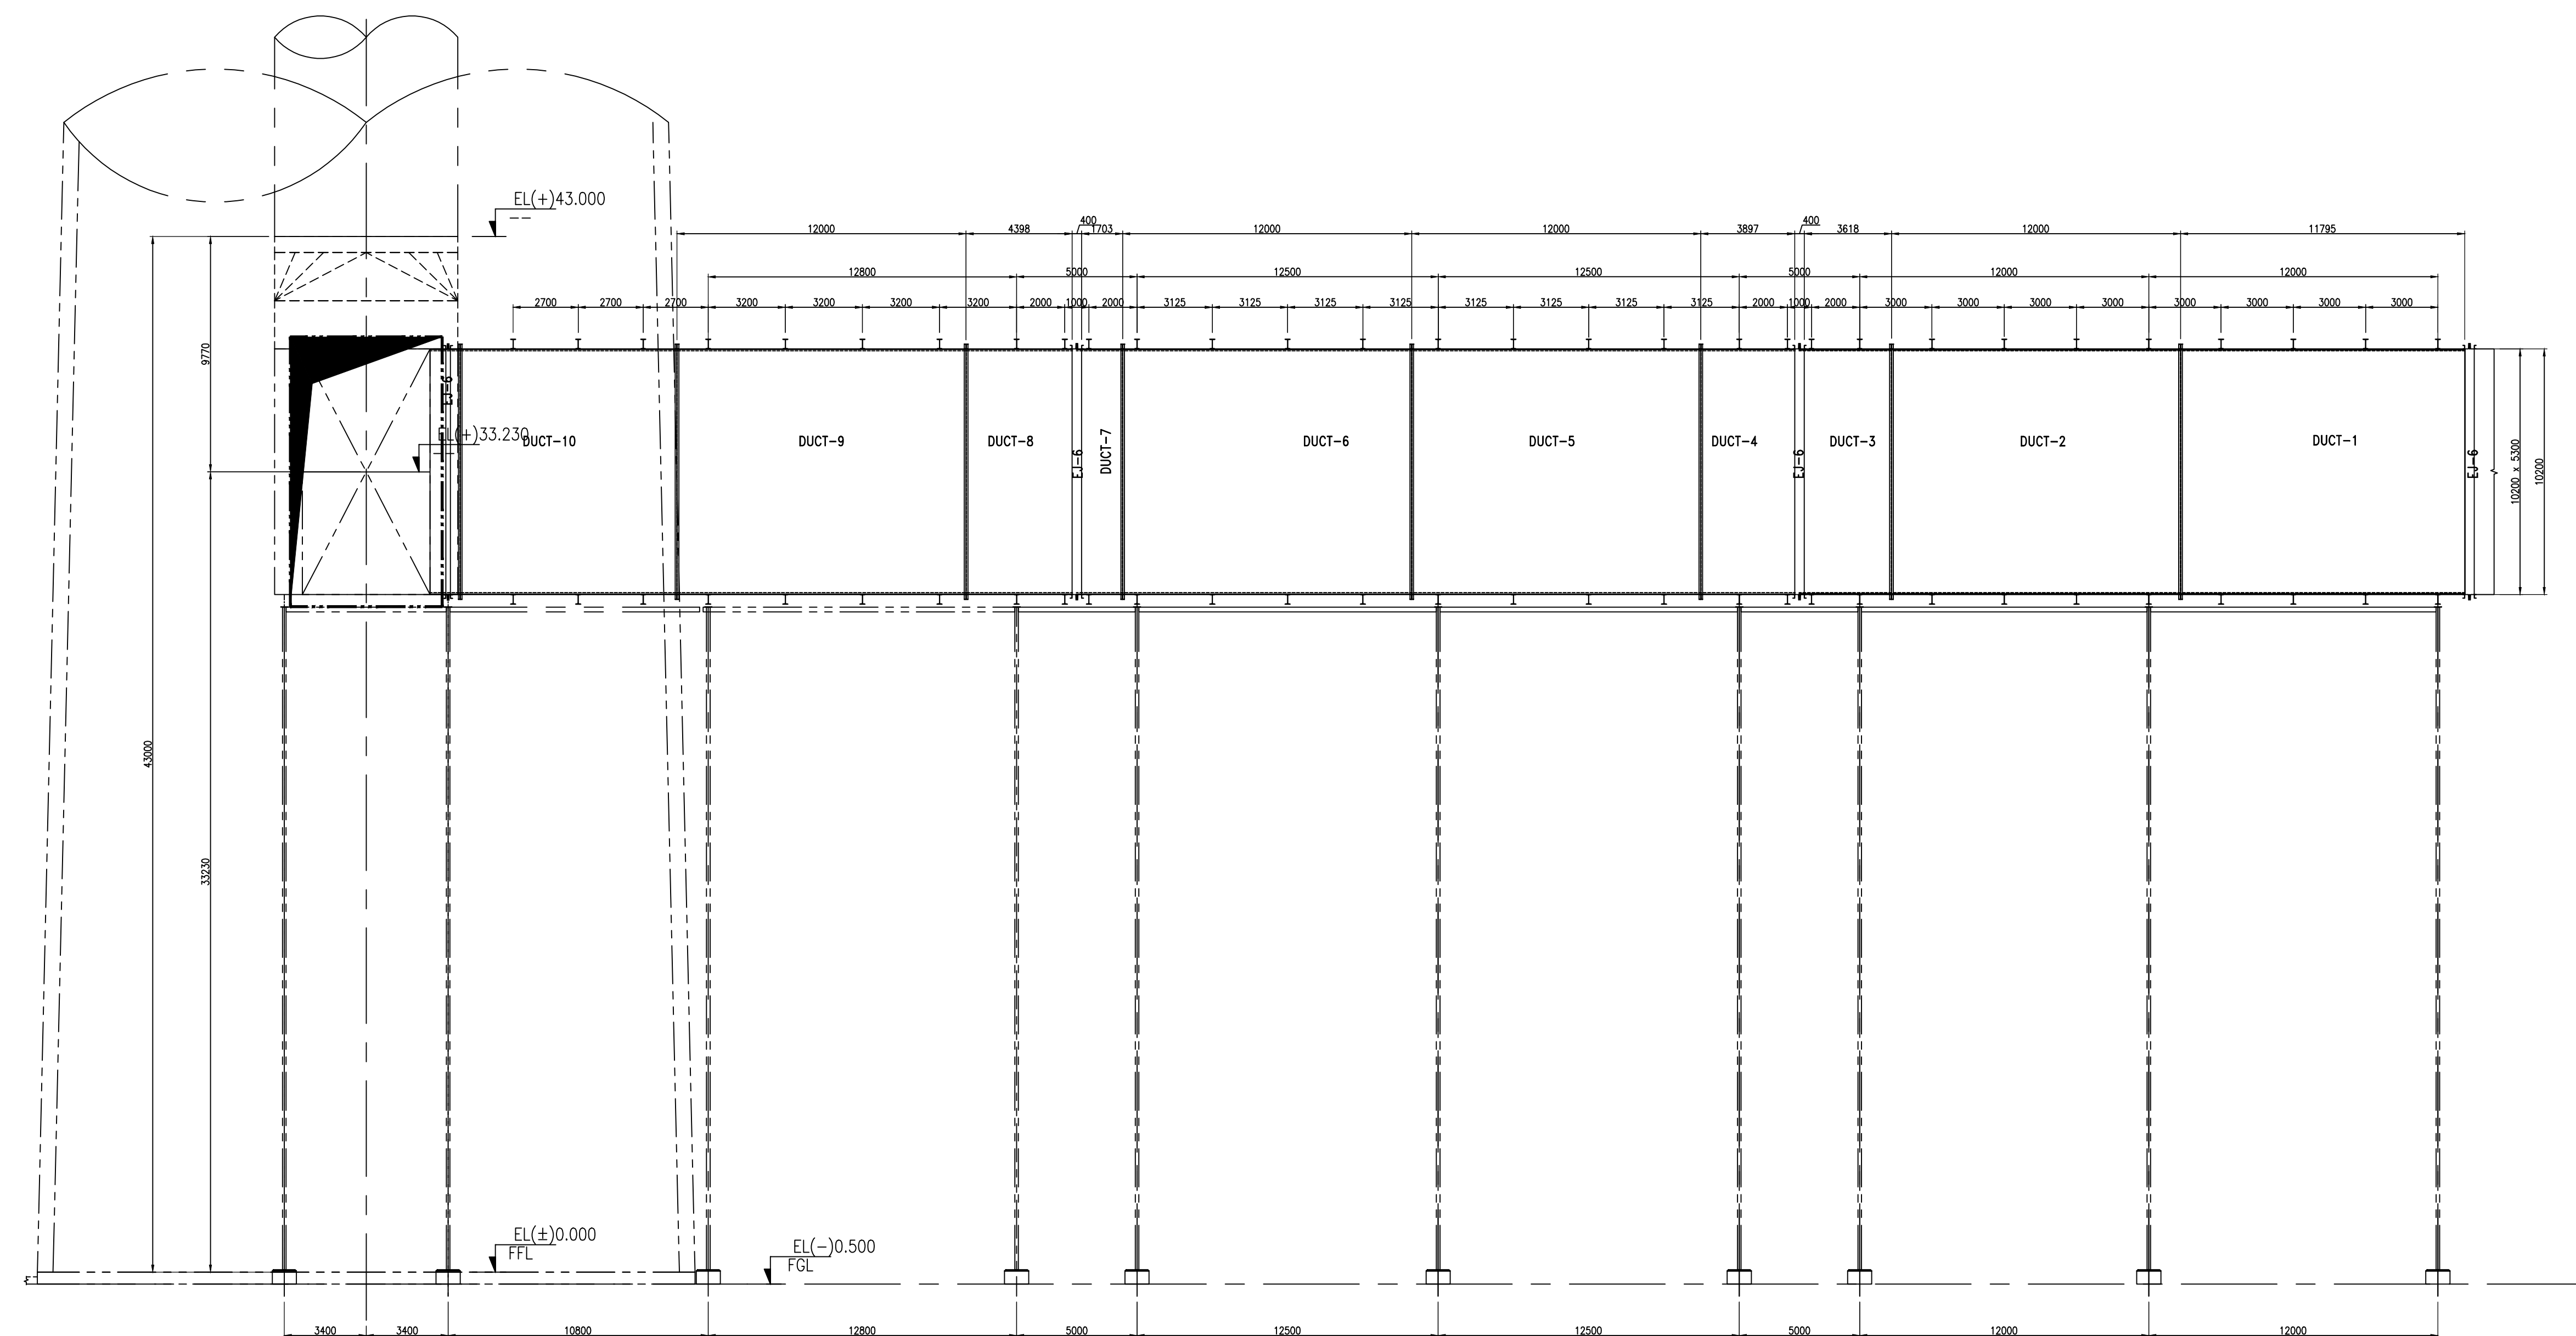 EL(+)43.000
400
400
12000
4398
1703
12000
12000
3897
3618
12000
11795
12800
5000
12500
12500
5000
12000
12000
2700
2700
2700
3200
3200
3200
3200
2000
1000
2000
3125
3125
3125
3125
3125
3125
3125
3125
2000
1000
2000
3000
3000
3000
3000
3000
3000
3000
3000
9770
EJ-6
EL(+)33.230
DUCT-10
DUCT-9
DUCT-8
EJ-6
DUCT-7
DUCT-6
DUCT-5
DUCT-4
EJ-6
DUCT-3
DUCT-2
DUCT-1
EJ-6
10200 x 5300
10200
43000
33230
EL(±)0.000
FFL
EL(-)0.500
FGL
3400
3400
10800
12800
5000
12500
12500
5000
12000
12000